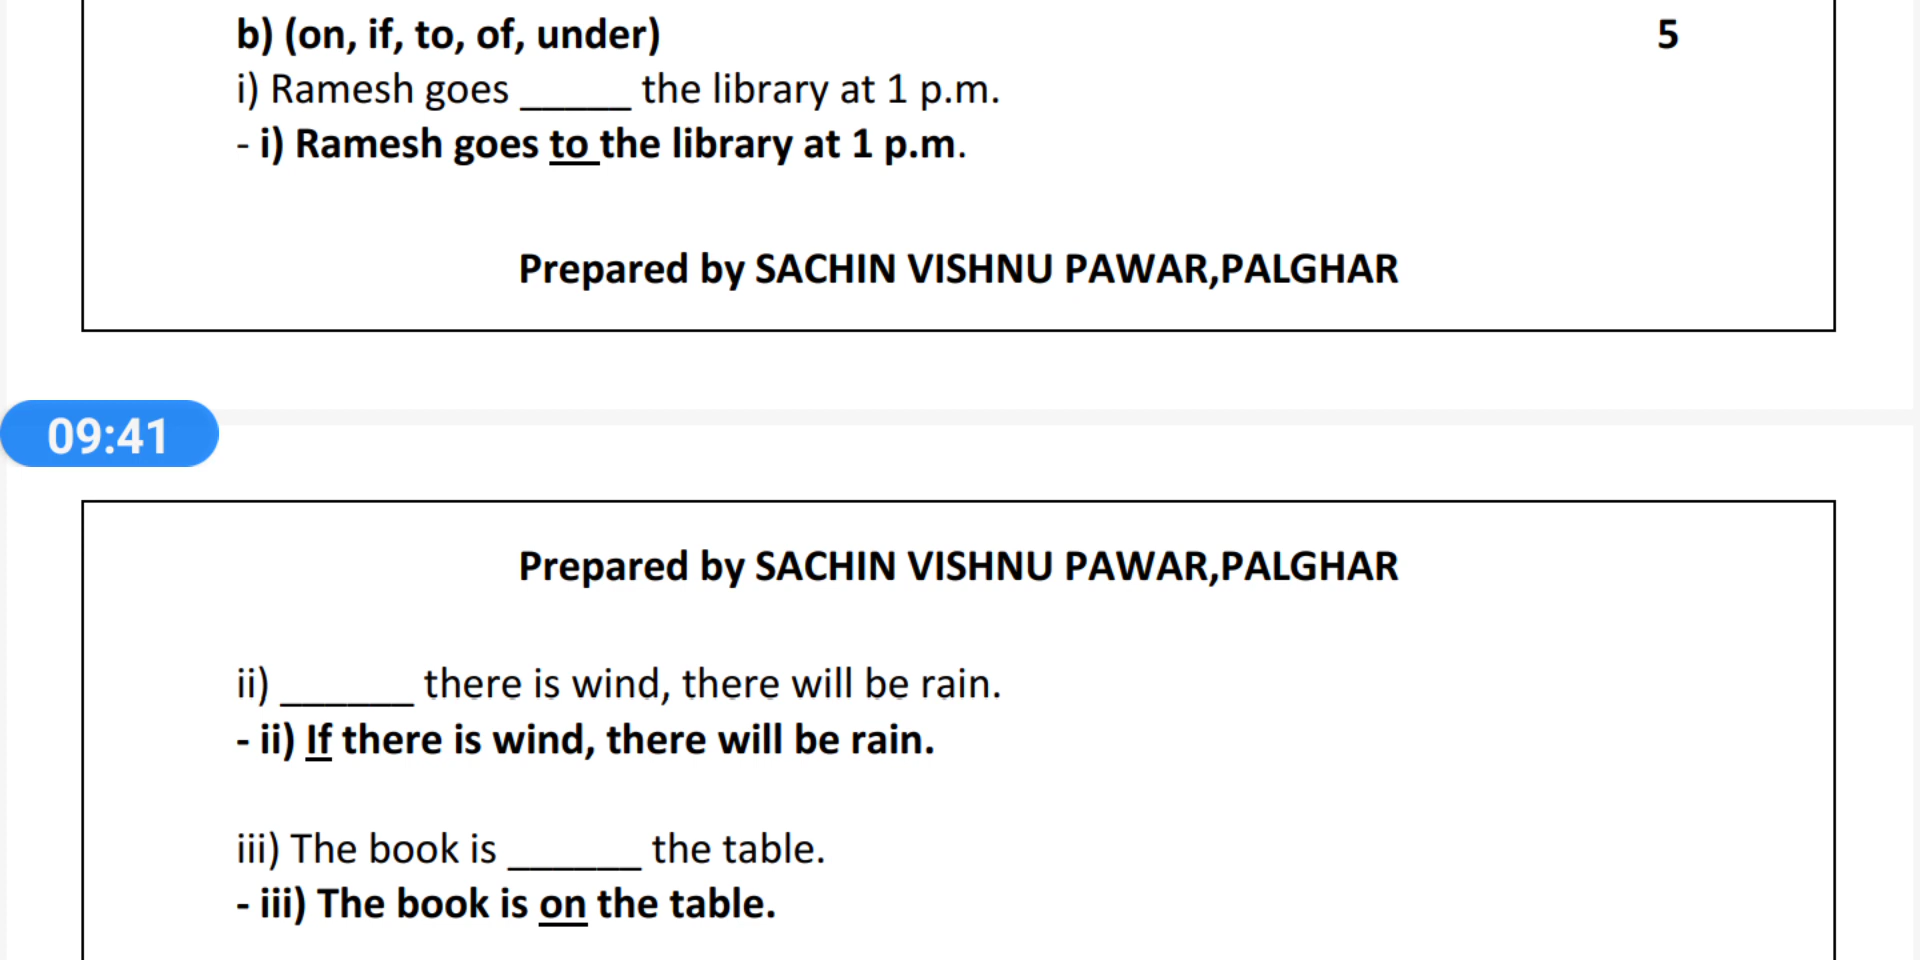 b) (on, if, to, of, under) 5
i) Ramesh goes _____ the library at 1 p.m.
- i) Ramesh goes to the library at 1 p.m.
Prepared by SACHIN VISHNU PAWAR,PALGHAR
09:41
Prepared by SACHIN VISHNU PAWAR,PALGHAR
ii) ______ there is wind, there will be rain.
- ii) If there is wind, there will be rain.
iii) The book is ______ the table.
- iii) The book is on the table.